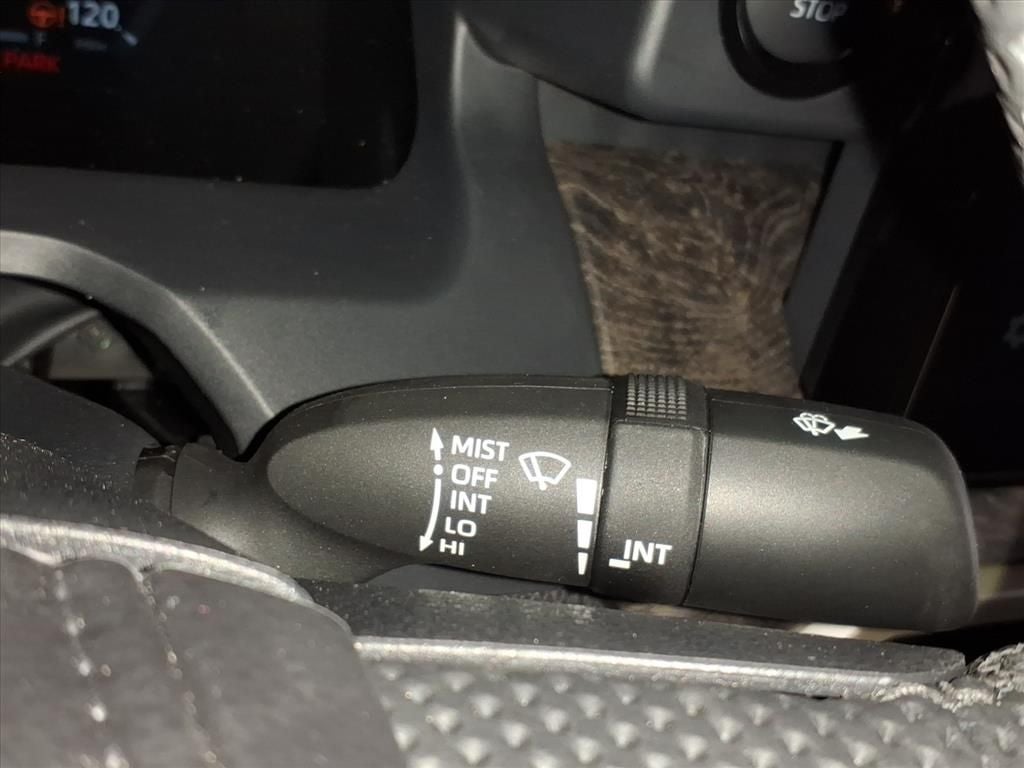 120
PARK
STOP
MIST
OFF
INT
LO
HI
INT